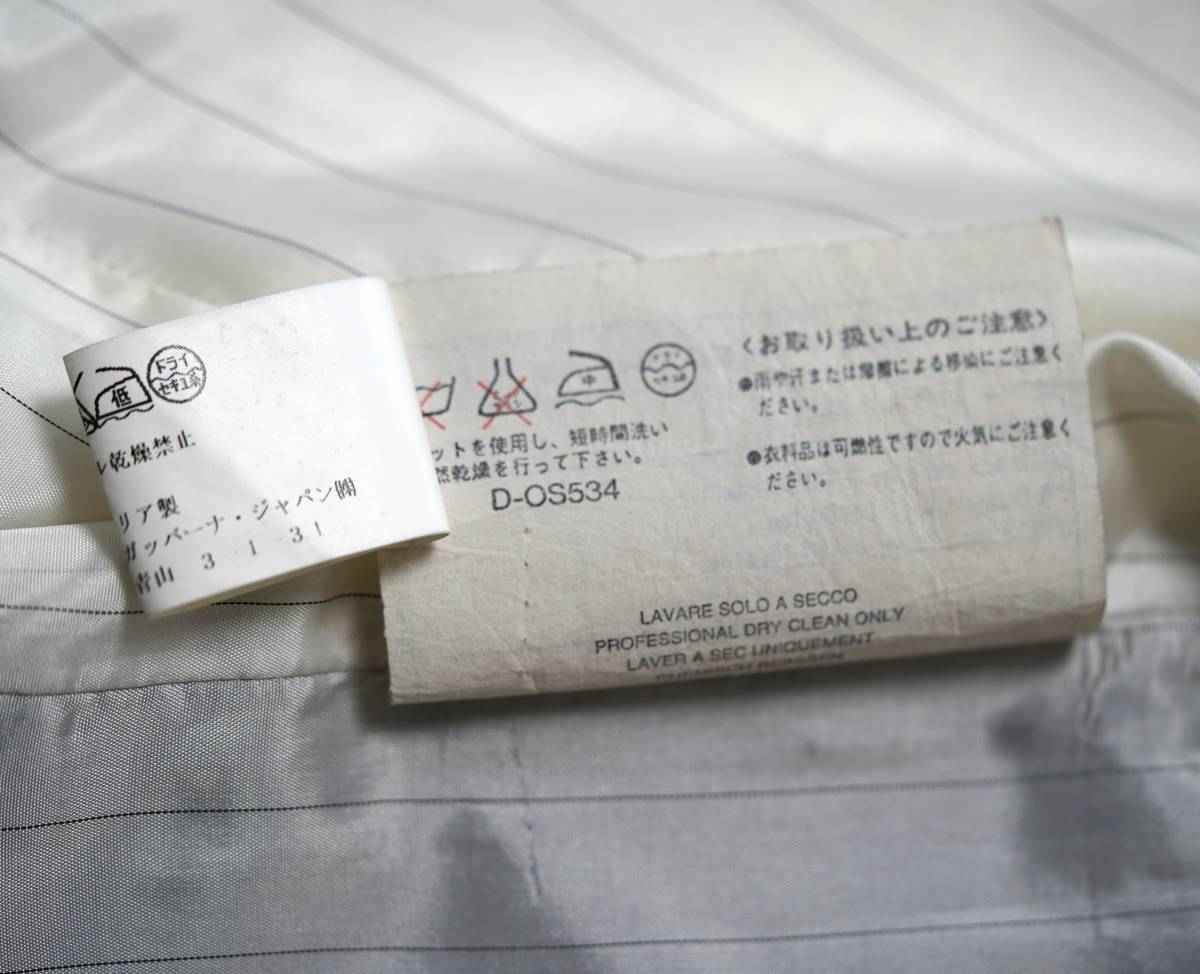 低
ドライ
セキユ系
ル乾燥禁止
リア製
ガッバーナ・ジャパン㈱
青山 3-1-31
中
ドライ
セキユ系
ットを使用し、短時間洗い
然乾燥を行って下さい。
D-OS534
〈お取り扱い上のご注意〉
●雨や汗または摩擦による移染にご注意く
ださい。
●衣料品は可燃性ですので火気にご注意く
ださい。
LAVARE SOLO A SECCO
PROFESSIONAL DRY CLEAN ONLY
LAVER A SEC UNIQUEMENT